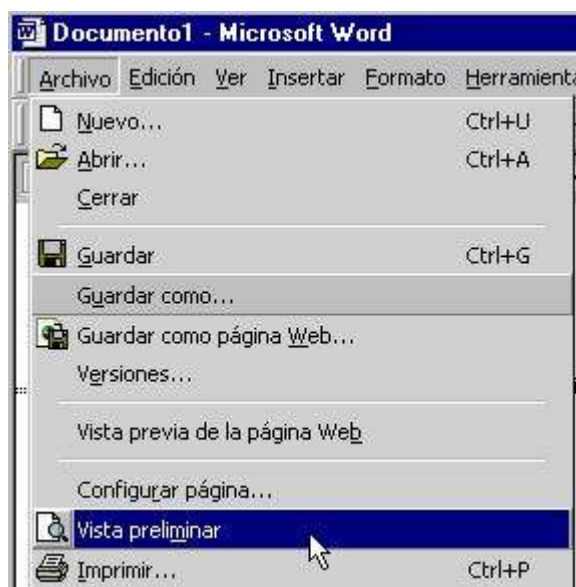 Documento1 - Microsoft Word
Archivo Edición Ver Insertar Formato Herramienta
Nuevo... Ctrl+U
Abrir... Ctrl+A
Cerrar
Guardar Ctrl+G
Guardar como...
Guardar como página Web...
Versiones...
Vista previa de la página Web
Configurar página...
Vista preliminar
Imprimir... Ctrl+P